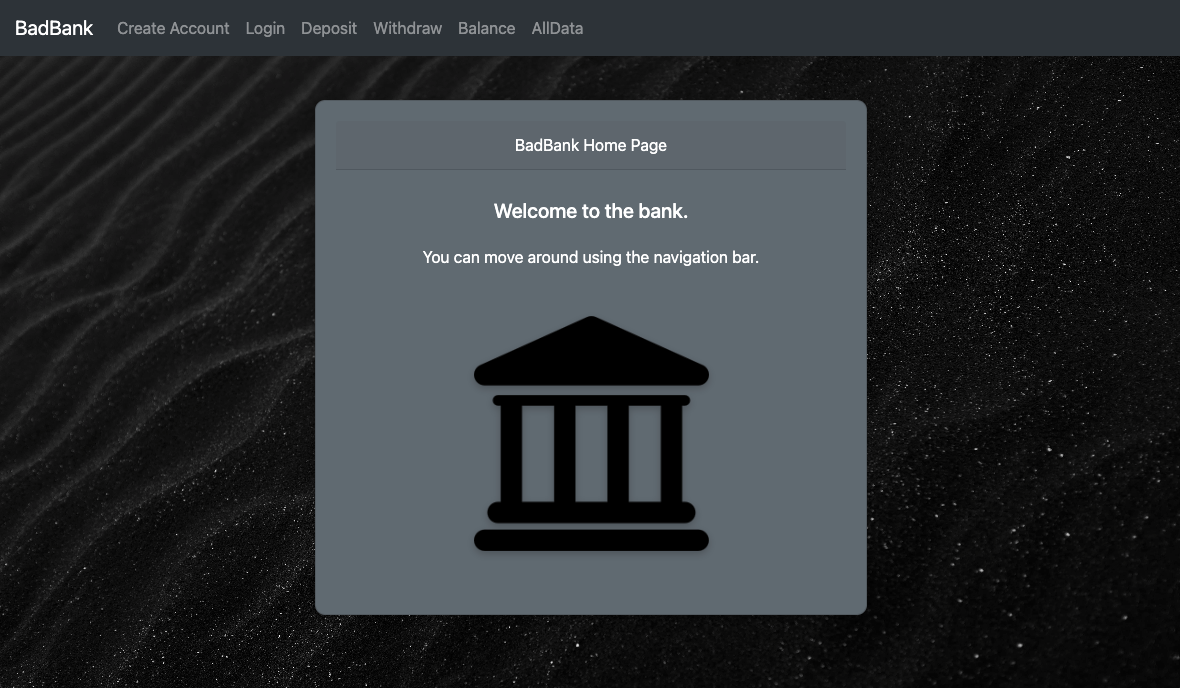 BadBank Create Account Login Deposit Withdraw Balance AllData
BadBank Home Page
Welcome to the bank.
You can move around using the navigation bar.